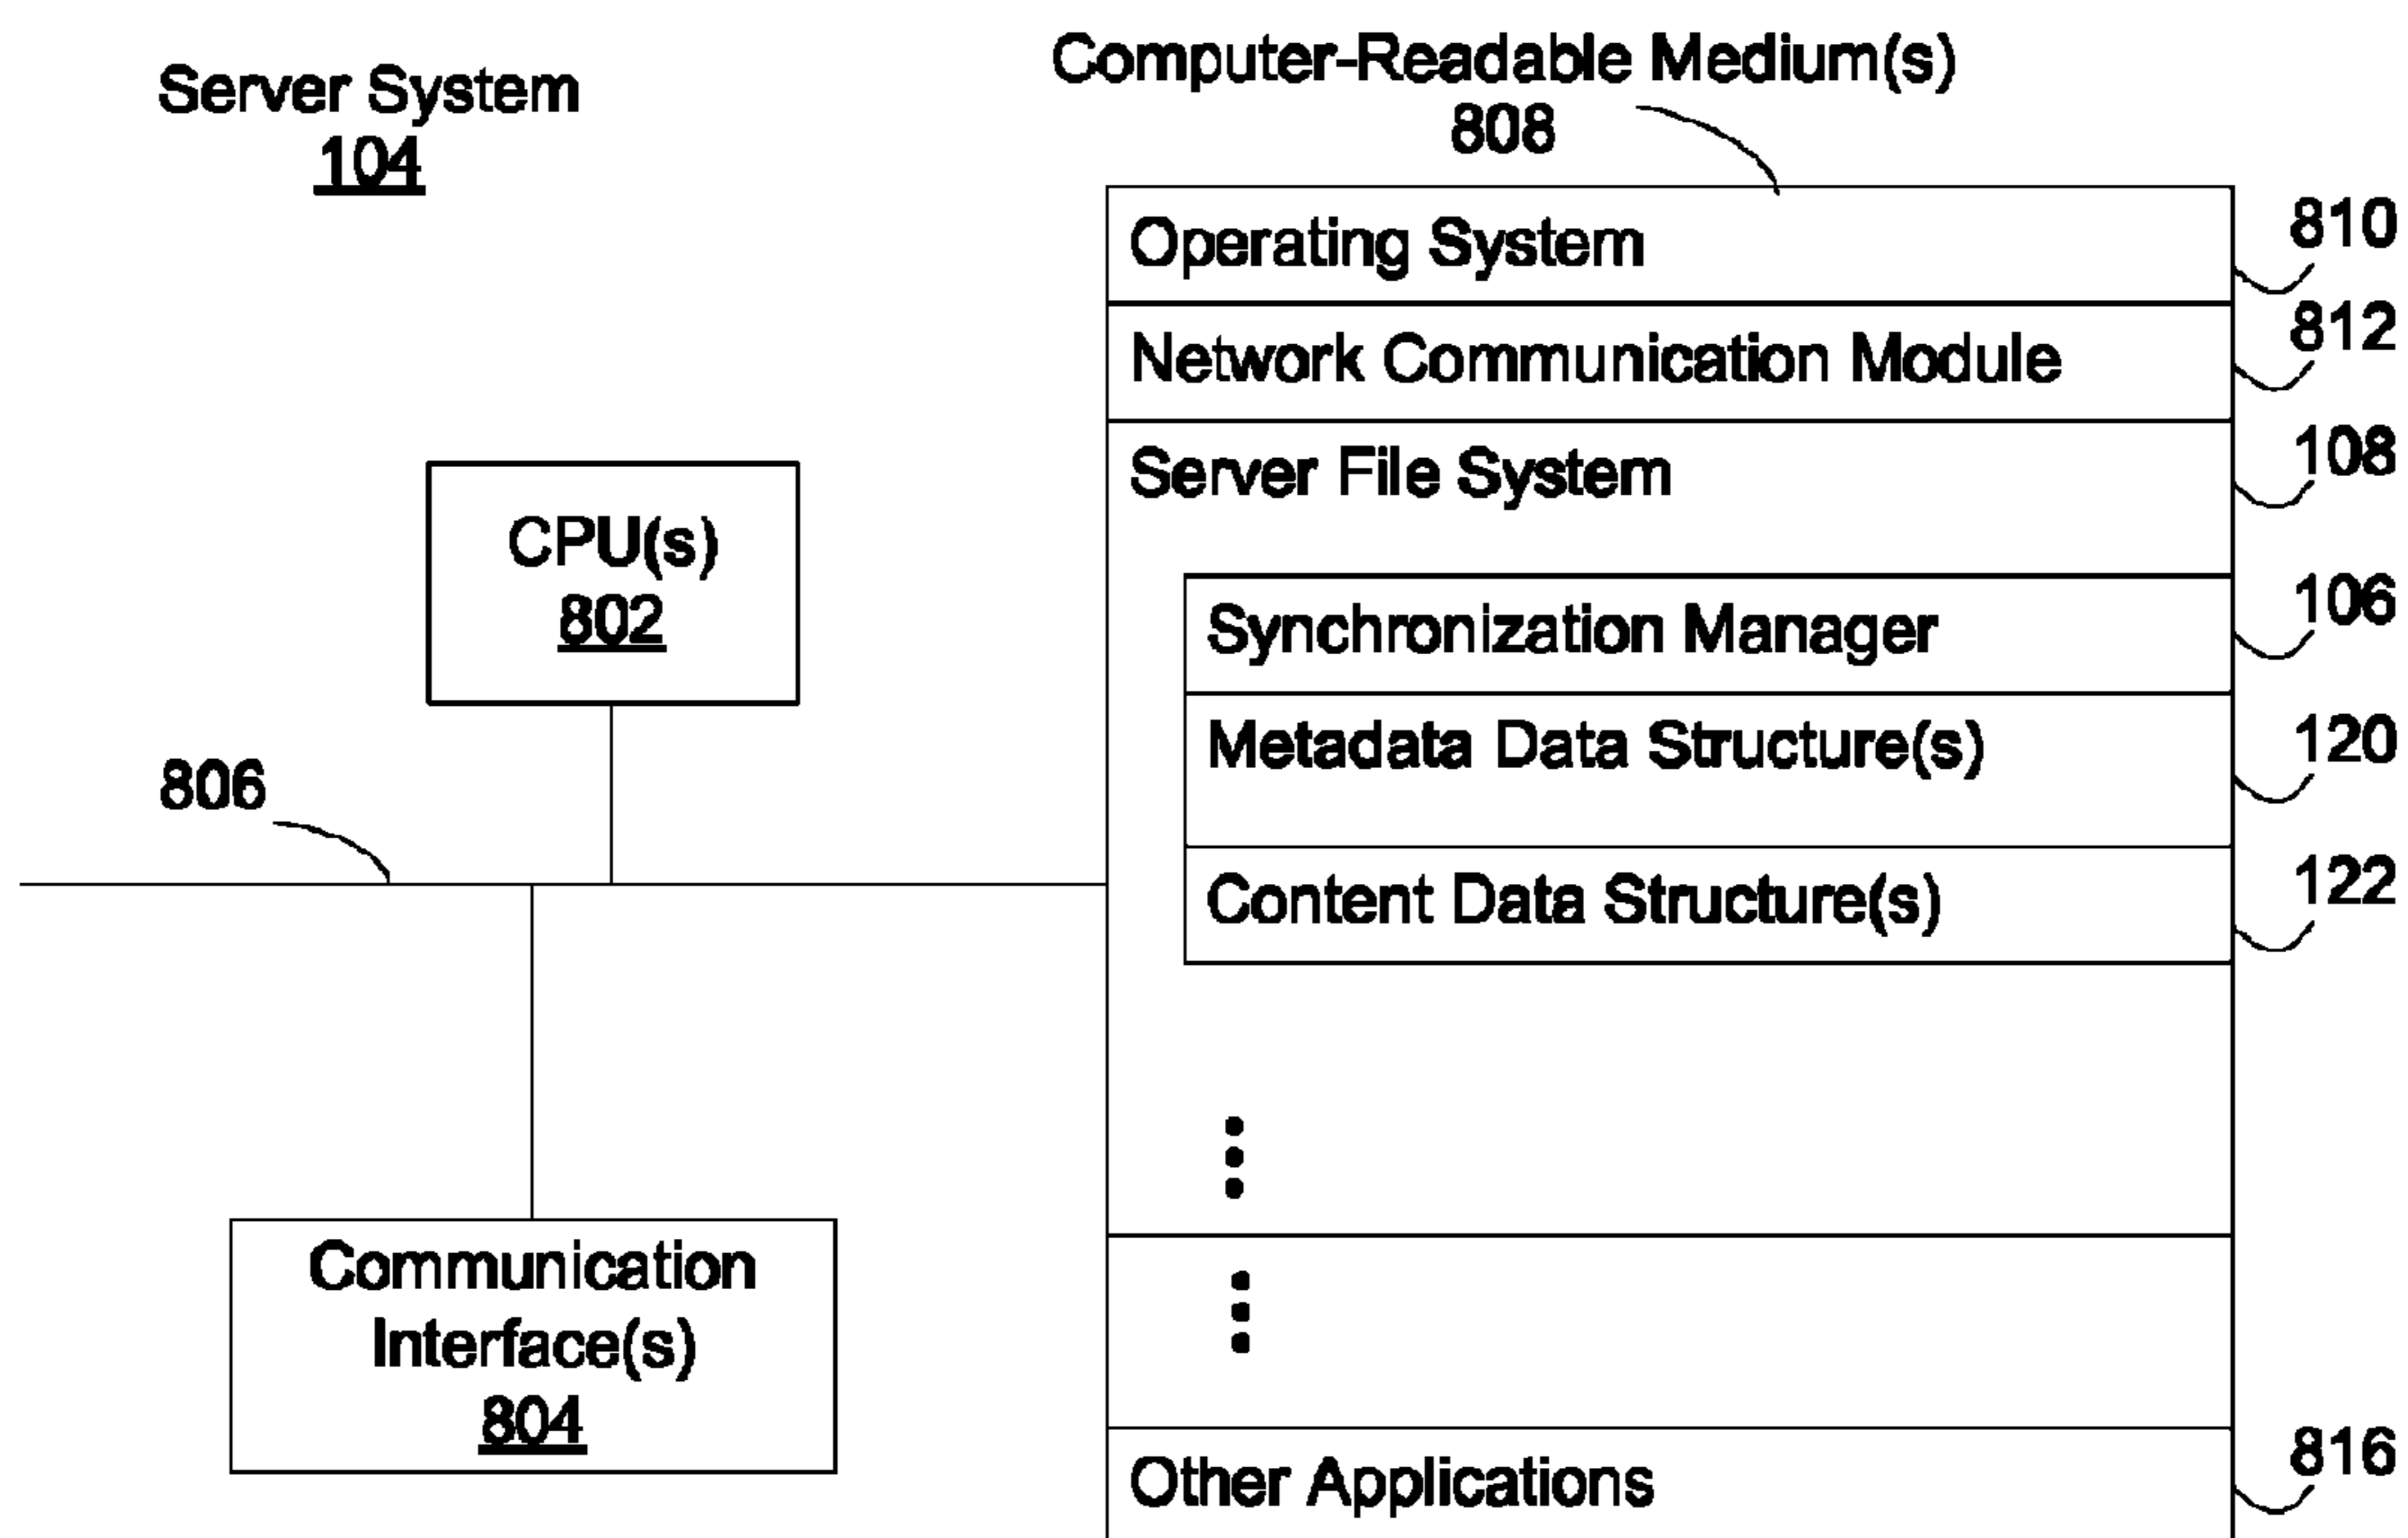 Server System
104
Computer-Readable Medium(s)
808
Operating System
810
Network Communication Module
812
Server File System
108
Synchronization Manager
106
Metadata Data Structure(s)
120
Content Data Structure(s)
122
CPU(s)
802
806
Communication
Interface(s)
804
Other Applications
816